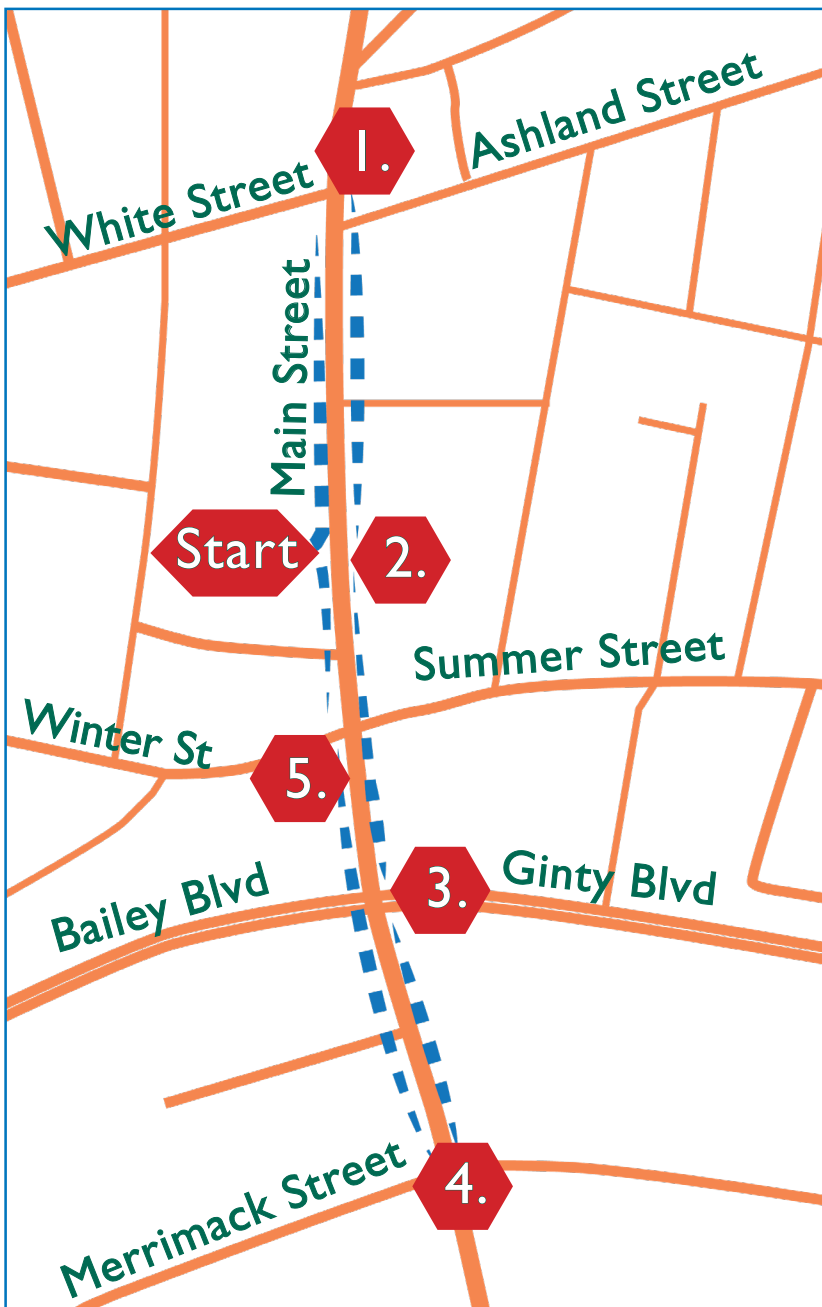 1.
Ashland Street
White Street
Main Street
Start
2.
Summer Street
Winter St
5.
3.
Ginty Blvd
Bailey Blvd
Merrimack Street
4.